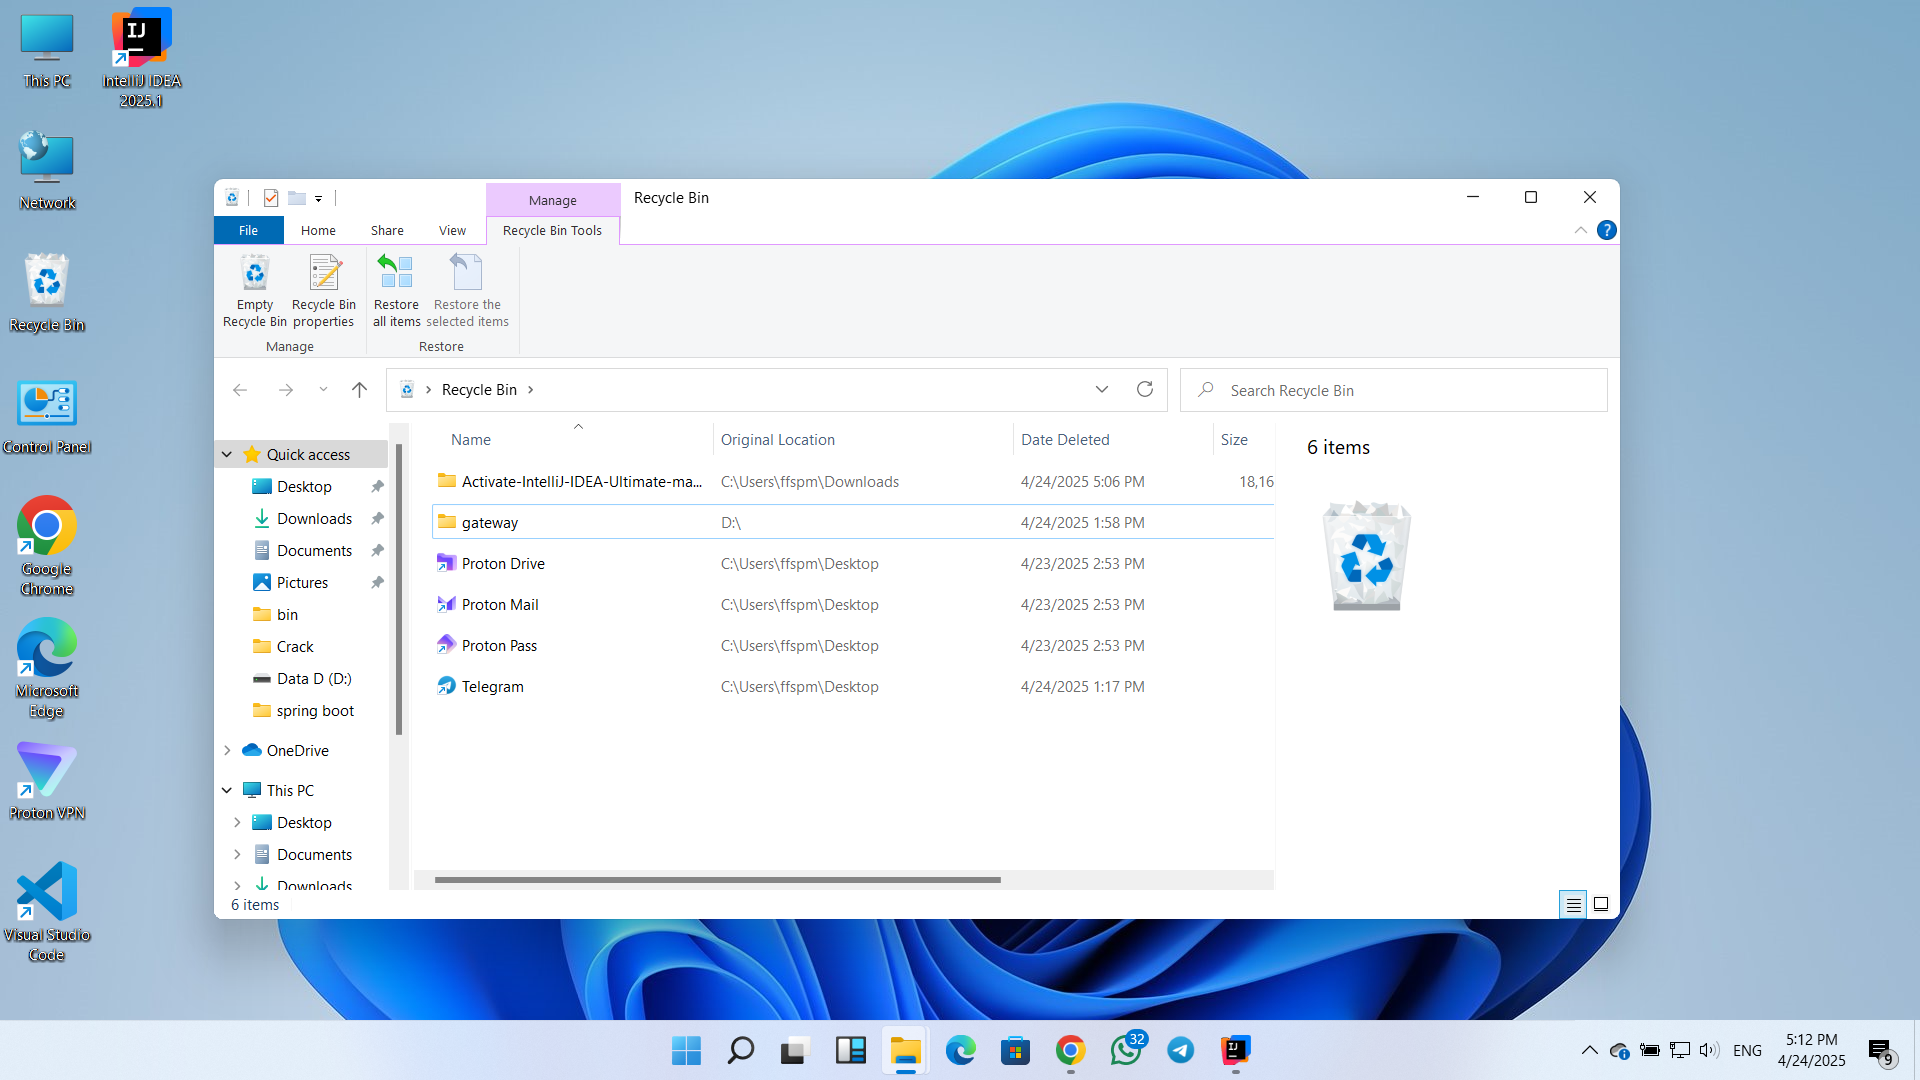 This PC
IJ
IntelliJ IDEA
2025.1
Network
Recycle Bin
Control Panel
Google
Chrome
Microsoft
Edge
Proton VPN
Visual Studio
Code
Manage
Recycle Bin
File
Home
Share
View
Recycle Bin Tools
?
Empty
Recycle Bin
Recycle Bin
properties
Restore
all items
Restore the
selected items
Manage
Restore
Recycle Bin
Search Recycle Bin
Quick access
Desktop
Downloads
Documents
Pictures
bin
Crack
Data D (D:)
spring boot
OneDrive
This PC
Desktop
Documents
Downloads
Name Original Location Date Deleted Size
Activate-IntelliJ-IDEA-Ultimate-ma... C:\Users\ffspm\Downloads 4/24/2025 5:06 PM 18,16
gateway D:\ 4/24/2025 1:58 PM
Proton Drive C:\Users\ffspm\Desktop 4/23/2025 2:53 PM
Proton Mail C:\Users\ffspm\Desktop 4/23/2025 2:53 PM
Proton Pass C:\Users\ffspm\Desktop 4/23/2025 2:53 PM
Telegram C:\Users\ffspm\Desktop 4/24/2025 1:17 PM
6 items
6 items
32
IJ
ENG
5:12 PM
4/24/2025
9